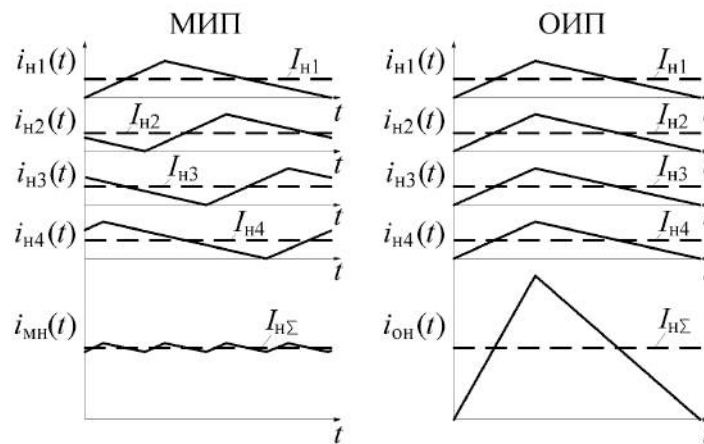 МИП
ОИП
iн1(t)
Iн1
t
iн2(t)
Iн2
iн3(t)
Iн3
iн4(t)
Iн4
t
iмн(t)
IнΣ
t
iн1(t)
Iн1
iн2(t)
Iн2
iн3(t)
Iн3
iн4(t)
Iн4
iон(t)
IнΣ